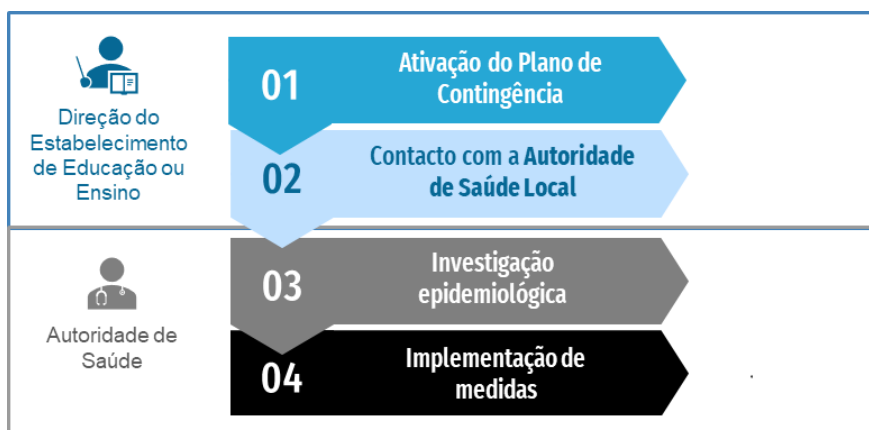 Direção do
Estabelecimento
de Educação ou
Ensino
01
Ativação do Plano de
Contingência
02
Contacto com a Autoridade
de Saúde Local
Autoridade de
Saúde
03
Investigação
epidemiológica
04
Implementação de
medidas
.